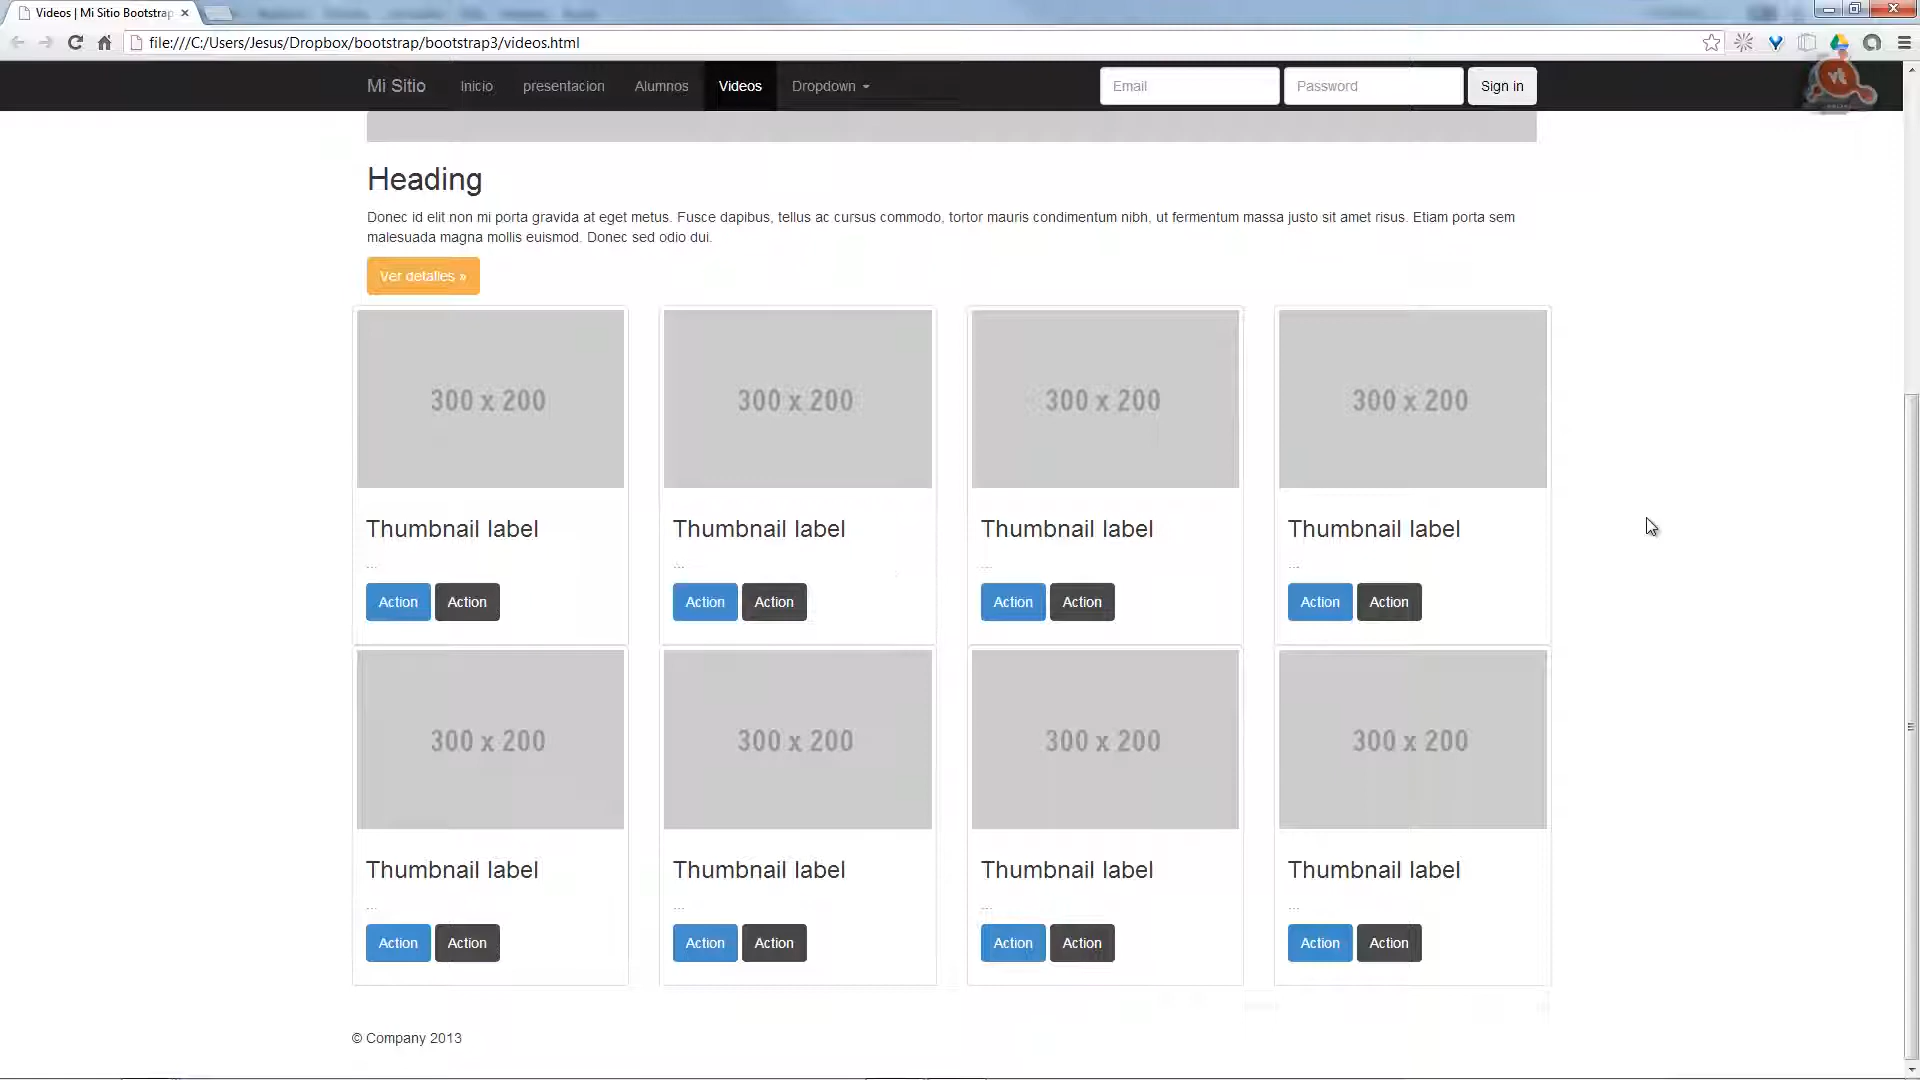 Videos | Mi Sitio Bootstrap
file:///C:/Users/Jesus/Dropbox/bootstrap/bootstrap3/videos.html
Mi Sitio Inicio presentacion Alumnos Videos Dropdown Email Password Sign in
Heading
Donec id elit non mi porta gravida at eget metus. Fusce dapibus, tellus ac cursus commodo, tortor mauris condimentum nibh, ut fermentum massa justo sit amet risus. Etiam porta sem
malesuada magna mollis euismod. Donec sed odio dui.
Ver detalles »
300 x 200 300 x 200 300 x 200 300 x 200
Thumbnail label Thumbnail label Thumbnail label Thumbnail label
... ... ... ...
Action Action Action Action Action Action Action Action
300 x 200 300 x 200 300 x 200 300 x 200
Thumbnail label Thumbnail label Thumbnail label Thumbnail label
... ... ... ...
Action Action Action Action Action Action Action Action
© Company 2013